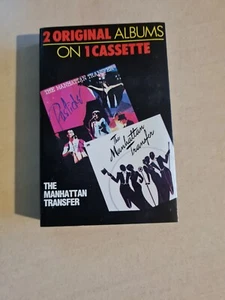 2 ORIGINAL ALBUMS
ON 1 CASSETTE
THE MANHATTAN TRANSFER
Pastiche
The
Manhattan
transfer
THE
MANHATTAN
TRANSFER